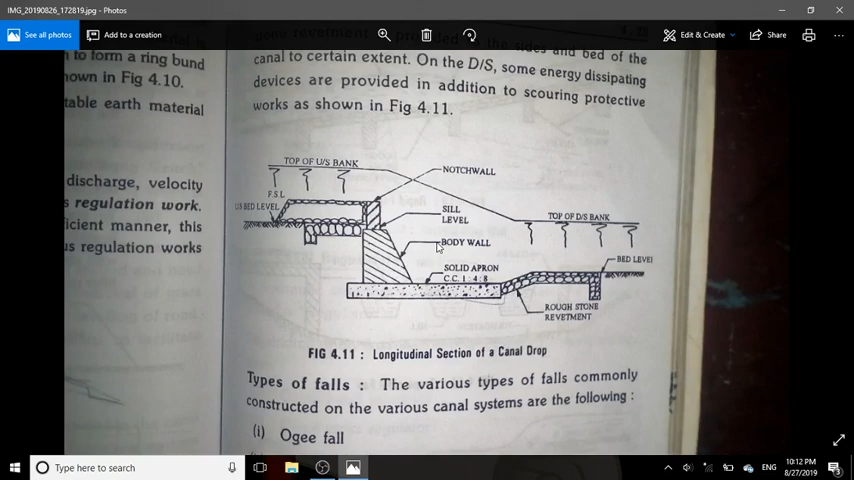 IMG_20190826_172819.jpg - Photos
See all photos
Add to a creation
Edit & Create
Share
to form a ring bund
hown in Fig 4.10.
table earth material
discharge, velocity
s regulation work.
ficient manner, this
us regulation works
canal to certain extent. On the D/S, some energy dissipating
devices are provided in addition to scouring protective
works as shown in Fig 4.11.
TOP OF U/S BANK
NOTCHWALL
F.S.L
U/S BED LEVEL
SILL
LEVEL
TOP OF D/S BANK
BODY WALL
BED LEVEL
SOLID APRON
C.C. 1 : 4 : 8
ROUGH STONE
REVETMENT
FIG 4.11 : Longitudinal Section of a Canal Drop
Types of falls : The various types of falls commonly
constructed on the various canal systems are the following :
(i) Ogee fall
Type here to search
ENG
10:12 PM
8/27/2019
3